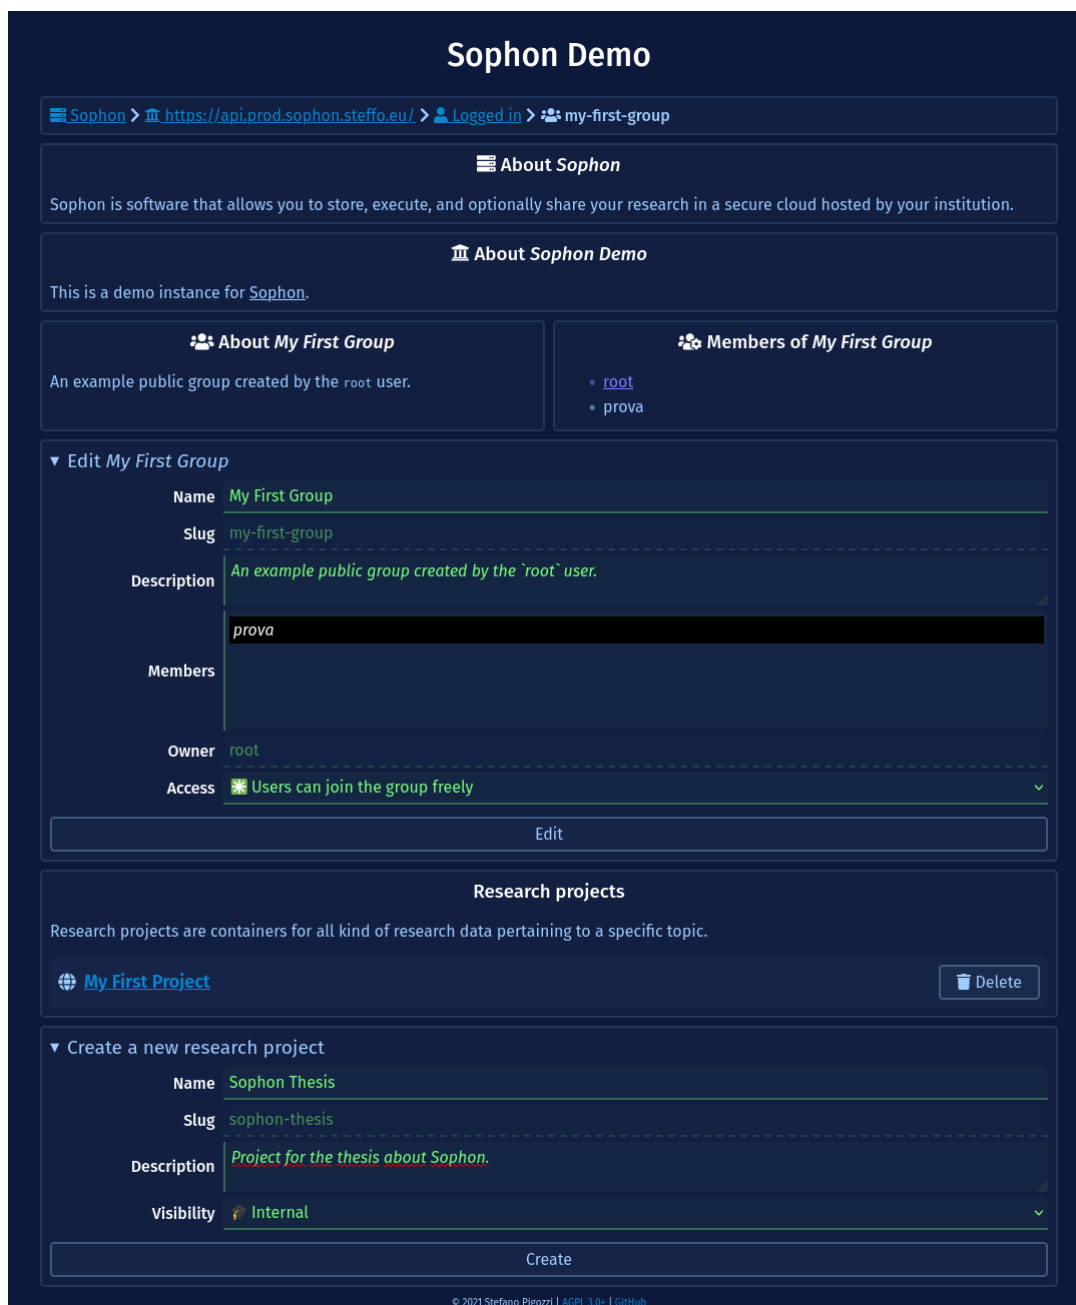 Sophon Demo
Sophon > https://api.prod.sophon.steffo.eu/ > Logged in > my-first-group
About Sophon
Sophon is software that allows you to store, execute, and optionally share your research in a secure cloud hosted by your institution.
About Sophon Demo
This is a demo instance for Sophon.
About My First Group
An example public group created by the root user.
Members of My First Group
• root
• prova
▾ Edit My First Group
Name My First Group
Slug my-first-group
Description An example public group created by the `root` user.
Members prova
Owner root
Access ✳️ Users can join the group freely
Edit
Research projects
Research projects are containers for all kind of research data pertaining to a specific topic.
My First Project Delete
▾ Create a new research project
Name Sophon Thesis
Slug sophon-thesis
Description Project for the thesis about Sophon.
Visibility 🎓 Internal
Create
© 2021 Stefano Pigozzi | AGPL 3.0+ | GitHub